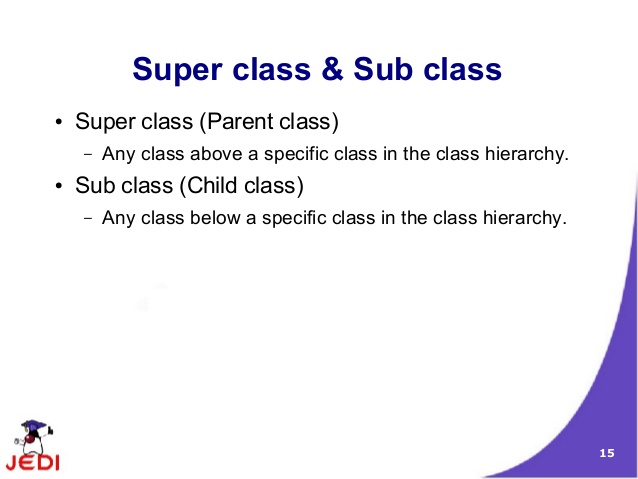 Super class & Sub class
• Super class (Parent class)
– Any class above a specific class in the class hierarchy.
• Sub class (Child class)
– Any class below a specific class in the class hierarchy.
15
JEDI